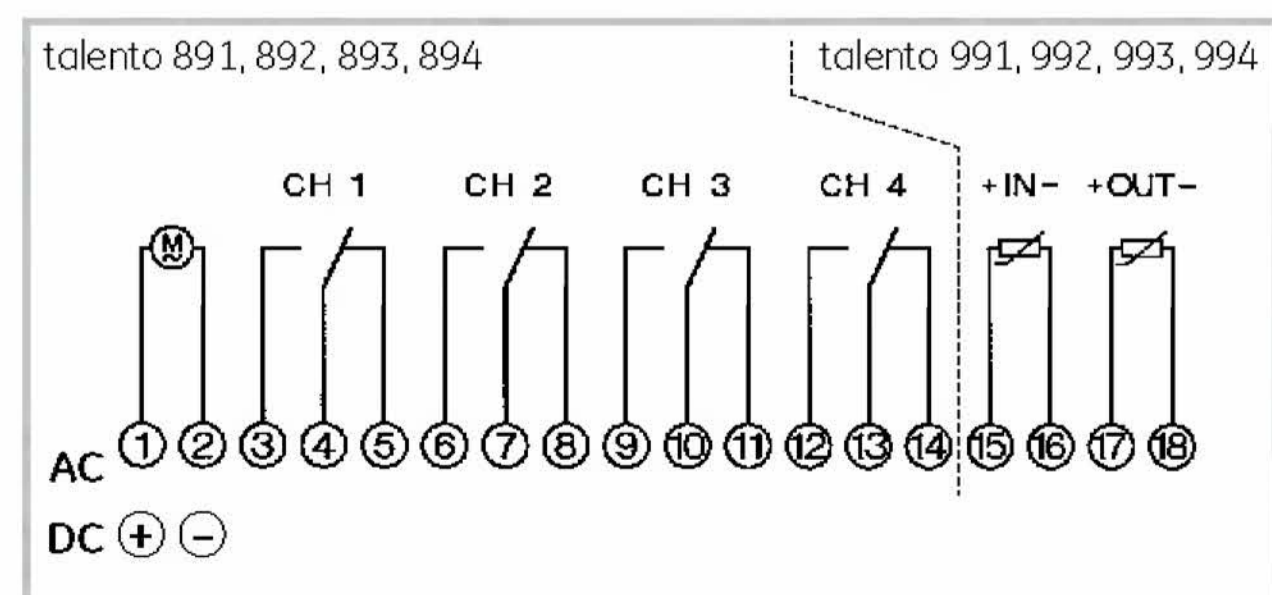 talento 891, 892, 893, 894 talento 991, 992, 993, 994
CH 1 CH 2 CH 3 CH 4 +IN- +OUT-
M
AC 1 2 3 4 5 6 7 8 9 10 11 12 13 14 15 16 17 18
DC + -